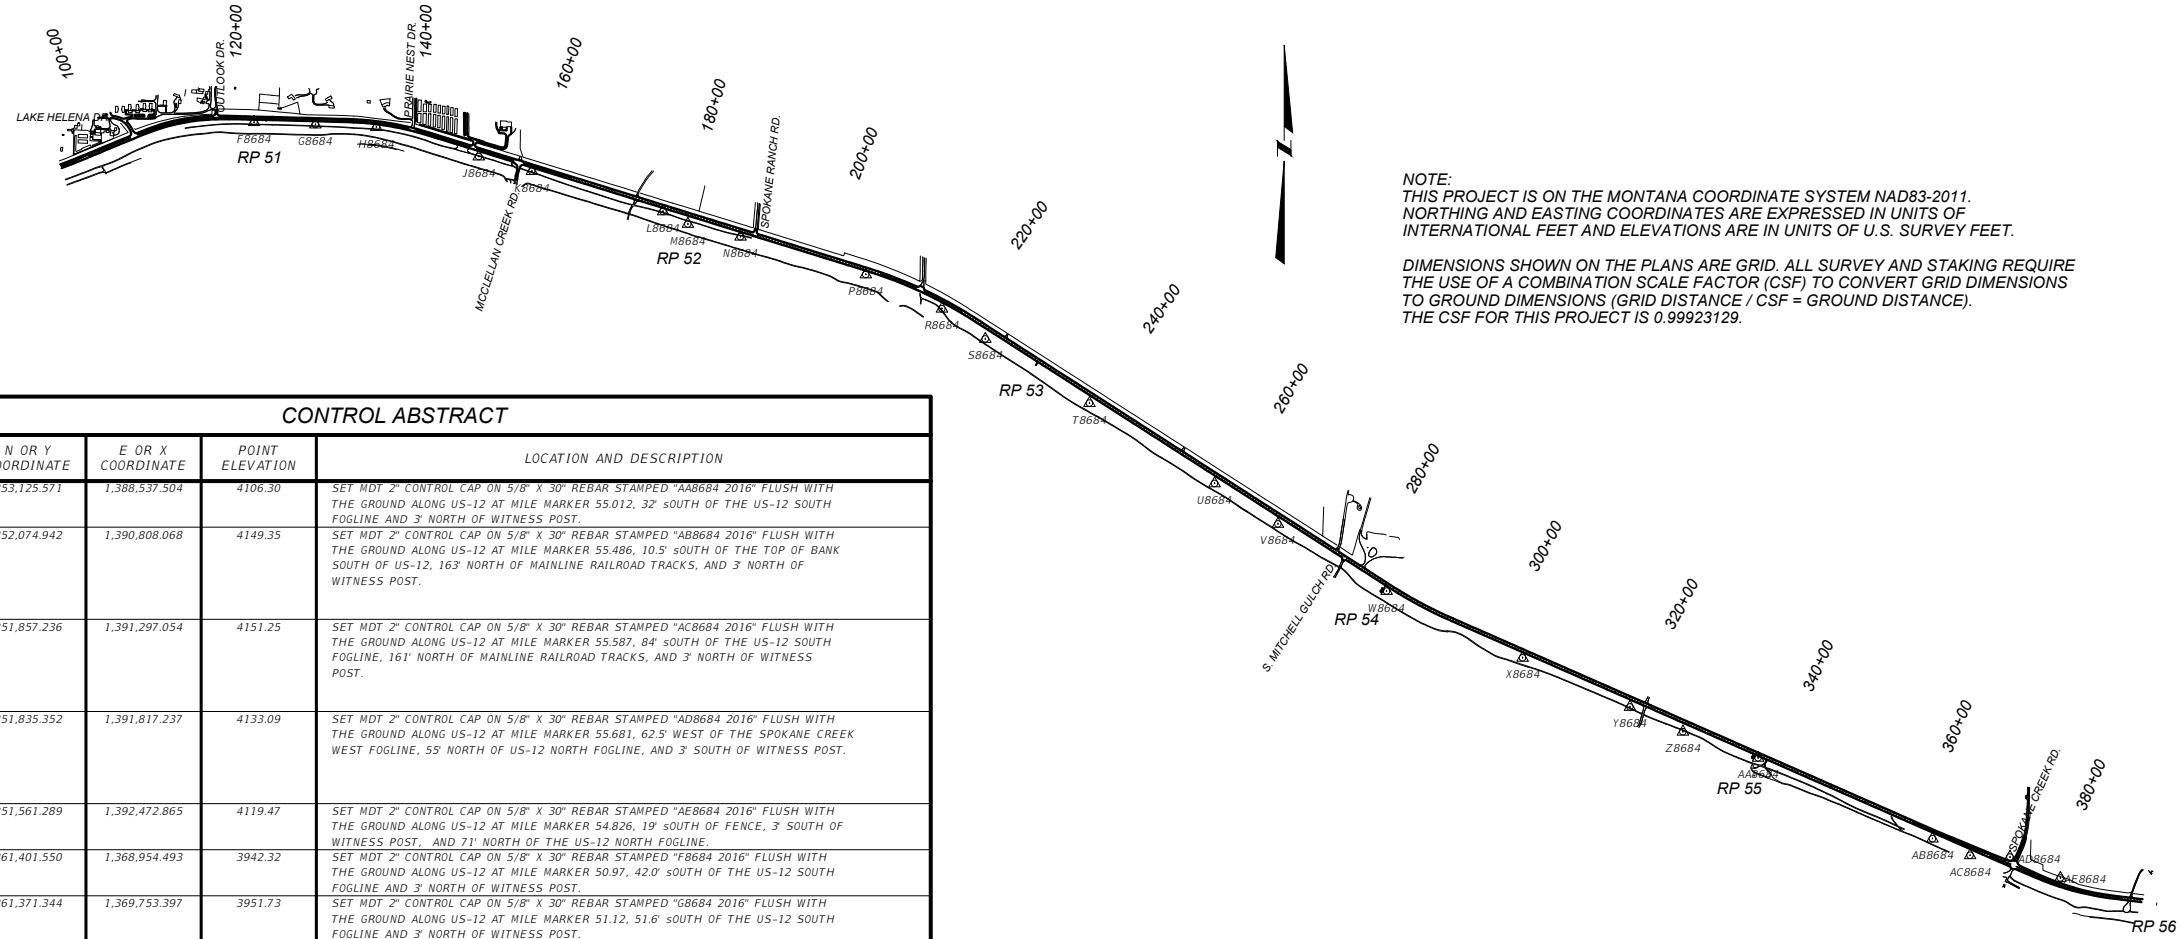 100+00
OUTLOOK DR.
120+00
PRAIRIE NEST DR.
140+00
160+00
180+00
SPOKANE RANCH RD.
200+00
220+00
240+00
260+00
280+00
300+00
320+00
340+00
360+00
380+00
LAKE HELENA
F8684
G8684
H8684
RP 51
J8684
K8684
MCCLELLAN CREEK RD.
L8684
M8684
N8684
RP 52
P8684
R8684
S8684
RP 53
T8684
U8684
V8684
S. MITCHELL GULCH RD.
W8684
RP 54
X8684
Y8684
Z8684
AA8684
RP 55
SPOKANE CREEK RD.
AB8684
AC8684
AD8684
AE8684
RP 56
N
NOTE:
THIS PROJECT IS ON THE MONTANA COORDINATE SYSTEM NAD83-2011.
NORTHING AND EASTING COORDINATES ARE EXPRESSED IN UNITS OF
INTERNATIONAL FEET AND ELEVATIONS ARE IN UNITS OF U.S. SURVEY FEET.
DIMENSIONS SHOWN ON THE PLANS ARE GRID. ALL SURVEY AND STAKING REQUIRE
THE USE OF A COMBINATION SCALE FACTOR (CSF) TO CONVERT GRID DIMENSIONS
TO GROUND DIMENSIONS (GRID DISTANCE / CSF = GROUND DISTANCE).
THE CSF FOR THIS PROJECT IS 0.99923129.
CONTROL ABSTRACT
N OR Y
OORDINATE
E OR X
COORDINATE
POINT
ELEVATION
LOCATION AND DESCRIPTION
53,125.571
1,388,537.504
4106.30
SET MDT 2" CONTROL CAP ON 5/8" X 30" REBAR STAMPED "AA8684 2016" FLUSH WITH
THE GROUND ALONG US-12 AT MILE MARKER 55.012, 32' sOUTH OF THE US-12 SOUTH
FOGLINE AND 3' NORTH OF WITNESS POST.
52,074.942
1,390,808.068
4149.35
SET MDT 2" CONTROL CAP ON 5/8" X 30" REBAR STAMPED "AB8684 2016" FLUSH WITH
THE GROUND ALONG US-12 AT MILE MARKER 55.486, 10.5' sOUTH OF THE TOP OF BANK
SOUTH OF US-12, 163' NORTH OF MAINLINE RAILROAD TRACKS, AND 3' NORTH OF
WITNESS POST.
51,857.236
1,391,297.054
4151.25
SET MDT 2" CONTROL CAP ON 5/8" X 30" REBAR STAMPED "AC8684 2016" FLUSH WITH
THE GROUND ALONG US-12 AT MILE MARKER 55.587, 84' sOUTH OF THE US-12 SOUTH
FOGLINE, 161' NORTH OF MAINLINE RAILROAD TRACKS, AND 3' NORTH OF WITNESS
POST.
51,835.352
1,391,817.237
4133.09
SET MDT 2" CONTROL CAP ON 5/8" X 30" REBAR STAMPED "AD8684 2016" FLUSH WITH
THE GROUND ALONG US-12 AT MILE MARKER 55.681, 62.5' WEST OF THE SPOKANE CREEK
WEST FOGLINE, 55' NORTH OF US-12 NORTH FOGLINE, AND 3' SOUTH OF WITNESS POST.
51,561.289
1,392,472.865
4119.47
SET MDT 2" CONTROL CAP ON 5/8" X 30" REBAR STAMPED "AE8684 2016" FLUSH WITH
THE GROUND ALONG US-12 AT MILE MARKER 54.826, 19' sOUTH OF FENCE, 3' SOUTH OF
WITNESS POST, AND 71' NORTH OF THE US-12 NORTH FOGLINE.
61,401.550
1,368,954.493
3942.32
SET MDT 2" CONTROL CAP ON 5/8" X 30" REBAR STAMPED "F8684 2016" FLUSH WITH
THE GROUND ALONG US-12 AT MILE MARKER 50.97, 42.0' sOUTH OF THE US-12 SOUTH
FOGLINE AND 3' NORTH OF WITNESS POST.
61,371.344
1,369,753.397
3951.73
SET MDT 2" CONTROL CAP ON 5/8" X 30" REBAR STAMPED "G8684 2016" FLUSH WITH
THE GROUND ALONG US-12 AT MILE MARKER 51.12, 51.6' sOUTH OF THE US-12 SOUTH
FOGLINE AND 3' NORTH OF WITNESS POST.